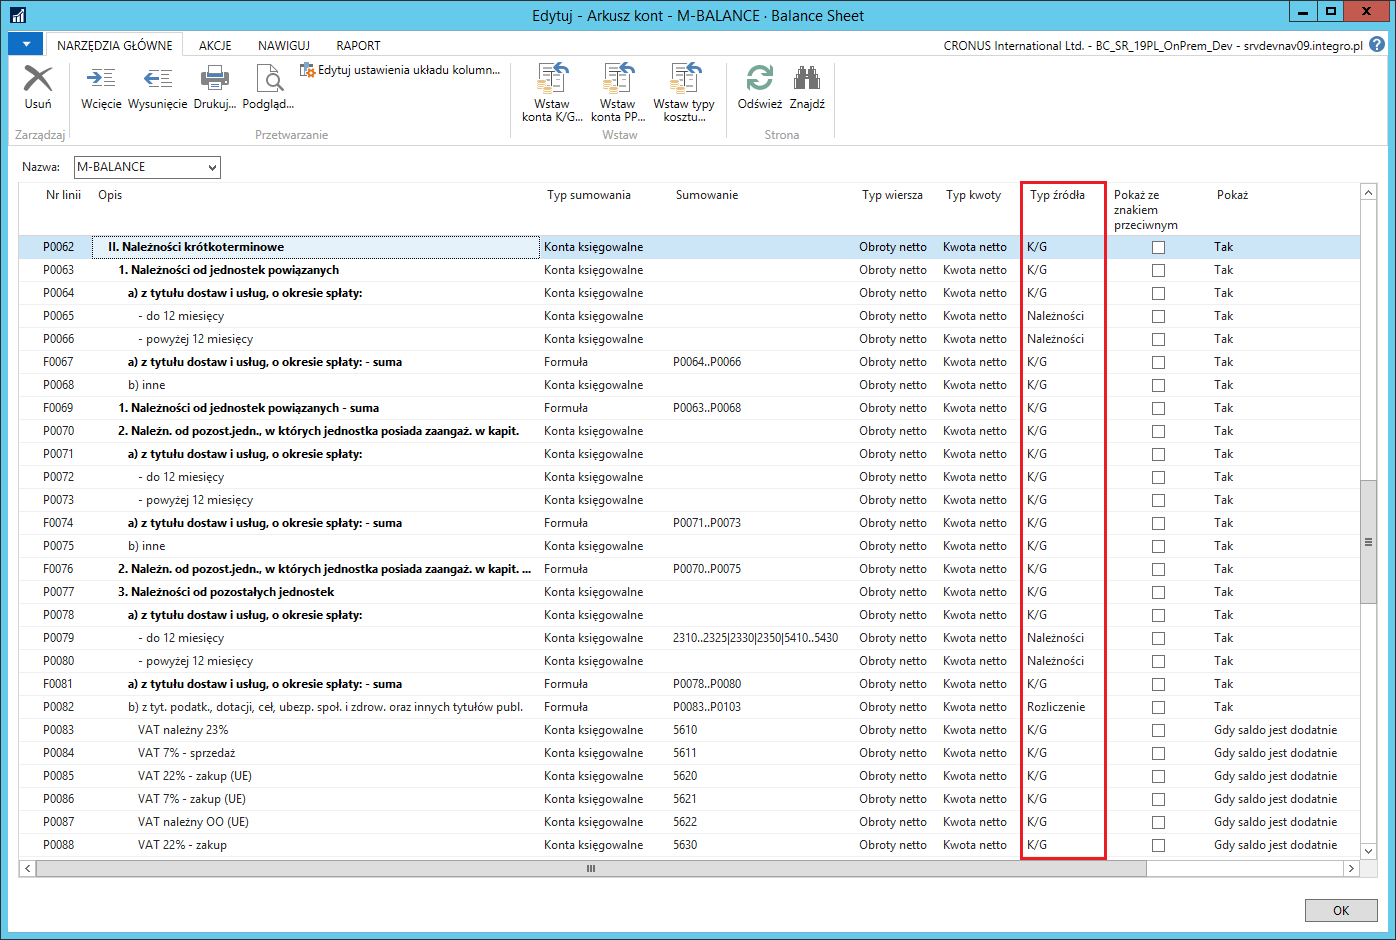 Edytuj - Arkusz kont - M-BALANCE · Balance Sheet
NARZĘDZIA GŁÓWNE AKCJE NAWIGUJ RAPORT CRONUS International Ltd. - BC_SR_19PL_OnPrem_Dev - srvdevnav09.integro.pl ?
Usuń Wcięcie Wysunięcie Drukuj... Podgląd... Edytuj ustawienia układu kolumn... Wstaw konta K/G... Wstaw konta PP... Wstaw typy kosztu... Odśwież Znajdź
Zarządzaj Przetwarzanie Wstaw Strona
Nazwa: M-BALANCE
Nr linii Opis Typ sumowania Sumowanie Typ wiersza Typ kwoty Typ źródła Pokaż ze znakiem przeciwnym Pokaż
P0062 II. Należności krótkoterminowe Konta księgowalne Obroty netto Kwota netto K/G Tak
P0063 1. Należności od jednostek powiązanych Konta księgowalne Obroty netto Kwota netto K/G Tak
P0064 a) z tytułu dostaw i usług, o okresie spłaty: Konta księgowalne Obroty netto Kwota netto K/G Tak
P0065 - do 12 miesięcy Konta księgowalne Obroty netto Kwota netto Należności Tak
P0066 - powyżej 12 miesięcy Konta księgowalne Obroty netto Kwota netto Należności Tak
F0067 a) z tytułu dostaw i usług, o okresie spłaty: - suma Formuła P0064..P0066 Obroty netto Kwota netto K/G Tak
P0068 b) inne Konta księgowalne Obroty netto Kwota netto K/G Tak
F0069 1. Należności od jednostek powiązanych - suma Formuła P0063..P0068 Obroty netto Kwota netto K/G Tak
P0070 2. Należn. od pozost.jedn., w których jednostka posiada zaangaż. w kapit. Konta księgowalne Obroty netto Kwota netto K/G Tak
P0071 a) z tytułu dostaw i usług, o okresie spłaty: Konta księgowalne Obroty netto Kwota netto K/G Tak
P0072 - do 12 miesięcy Konta księgowalne Obroty netto Kwota netto K/G Tak
P0073 - powyżej 12 miesięcy Konta księgowalne Obroty netto Kwota netto K/G Tak
F0074 a) z tytułu dostaw i usług, o okresie spłaty: - suma Formuła P0071..P0073 Obroty netto Kwota netto K/G Tak
P0075 b) inne Konta księgowalne Obroty netto Kwota netto K/G Tak
F0076 2. Należn. od pozost.jedn., w których jednostka posiada zaangaż. w kapit. ... Formuła P0070..P0075 Obroty netto Kwota netto K/G Tak
P0077 3. Należności od pozostałych jednostek Konta księgowalne Obroty netto Kwota netto K/G Tak
P0078 a) z tytułu dostaw i usług, o okresie spłaty: Konta księgowalne Obroty netto Kwota netto K/G Tak
P0079 - do 12 miesięcy Konta księgowalne 2310..2325|2330|2350|5410..5430 Obroty netto Kwota netto Należności Tak
P0080 - powyżej 12 miesięcy Konta księgowalne Obroty netto Kwota netto Należności Tak
F0081 a) z tytułu dostaw i usług, o okresie spłaty: - suma Formuła P0078..P0080 Obroty netto Kwota netto K/G Tak
P0082 b) z tyt. podatk., dotacji, ceł, ubezp. społ. i zdrow. oraz innych tytułów publ. Formuła P0083..P0103 Obroty netto Kwota netto Rozliczenie Tak
P0083 VAT należny 23% Konta księgowalne 5610 Obroty netto Kwota netto K/G Gdy saldo jest dodatnie
P0084 VAT 7% - sprzedaż Konta księgowalne 5611 Obroty netto Kwota netto K/G Gdy saldo jest dodatnie
P0085 VAT 22% - zakup (UE) Konta księgowalne 5620 Obroty netto Kwota netto K/G Gdy saldo jest dodatnie
P0086 VAT 7% - zakup (UE) Konta księgowalne 5621 Obroty netto Kwota netto K/G Gdy saldo jest dodatnie
P0087 VAT należny OO (UE) Konta księgowalne 5622 Obroty netto Kwota netto K/G Gdy saldo jest dodatnie
P0088 VAT 22% - zakup Konta księgowalne 5630 Obroty netto Kwota netto K/G Gdy saldo jest dodatnie
OK